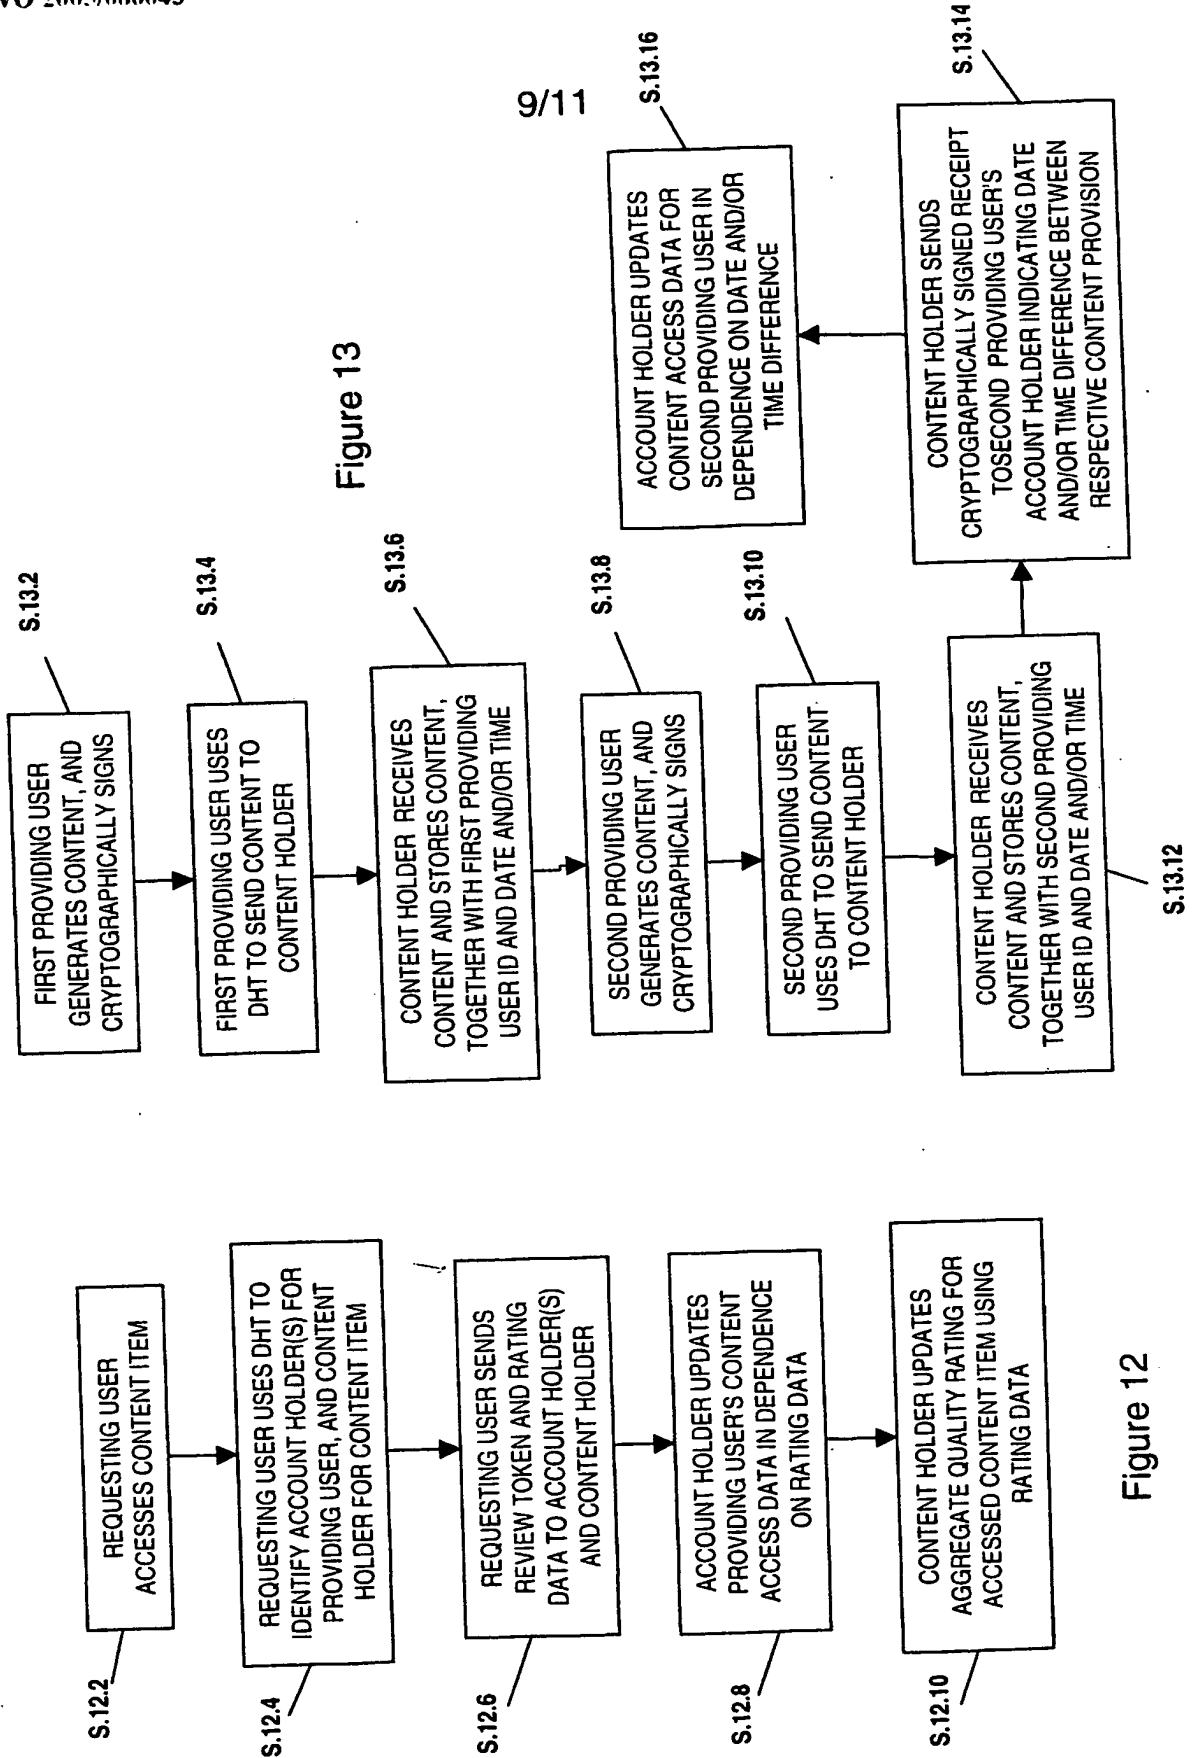 9/11
S.12.2
REQUESTING USER
ACCESSES CONTENT ITEM
S.12.4
REQUESTING USER USES DHT TO
IDENTIFY ACCOUNT HOLDER(S) FOR
PROVIDING USER, AND CONTENT
HOLDER FOR CONTENT ITEM
S.12.6
REQUESTING USER SENDS
REVIEW TOKEN AND RATING
DATA TO ACCOUNT HOLDER(S)
AND CONTENT HOLDER
S.12.8
ACCOUNT HOLDER UPDATES
PROVIDING USER'S CONTENT
ACCESS DATA IN DEPENDENCE
ON RATING DATA
S.12.10
CONTENT HOLDER UPDATES
AGGREGATE QUALITY RATING FOR
ACCESSED CONTENT ITEM USING
RATING DATA
Figure 12
S.13.2
FIRST PROVIDING USER
GENERATES CONTENT, AND
CRYPTOGRAPHICALLY SIGNS
S.13.4
FIRST PROVIDING USER USES
DHT TO SEND CONTENT TO
CONTENT HOLDER
S.13.6
CONTENT HOLDER RECEIVES
CONTENT AND STORES CONTENT,
TOGETHER WITH FIRST PROVIDING
USER ID AND DATE AND/OR TIME
S.13.8
SECOND PROVIDING USER
GENERATES CONTENT, AND
CRYPTOGRAPHICALLY SIGNS
S.13.10
SECOND PROVIDING USER
USES DHT TO SEND CONTENT
TO CONTENT HOLDER
CONTENT HOLDER RECEIVES
CONTENT AND STORES CONTENT,
TOGETHER WITH SECOND PROVIDING
USER ID AND DATE AND/OR TIME
S.13.12
S.13.14
CONTENT HOLDER SENDS
CRYPTOGRAPHICALLY SIGNED RECEIPT
TOSECOND PROVIDING USER'S
ACCOUNT HOLDER INDICATING DATE
AND/OR TIME DIFFERENCE BETWEEN
RESPECTIVE CONTENT PROVISION
S.13.16
ACCOUNT HOLDER UPDATES
CONTENT ACCESS DATA FOR
SECOND PROVIDING USER IN
DEPENDENCE ON DATE AND/OR
TIME DIFFERENCE
Figure 13